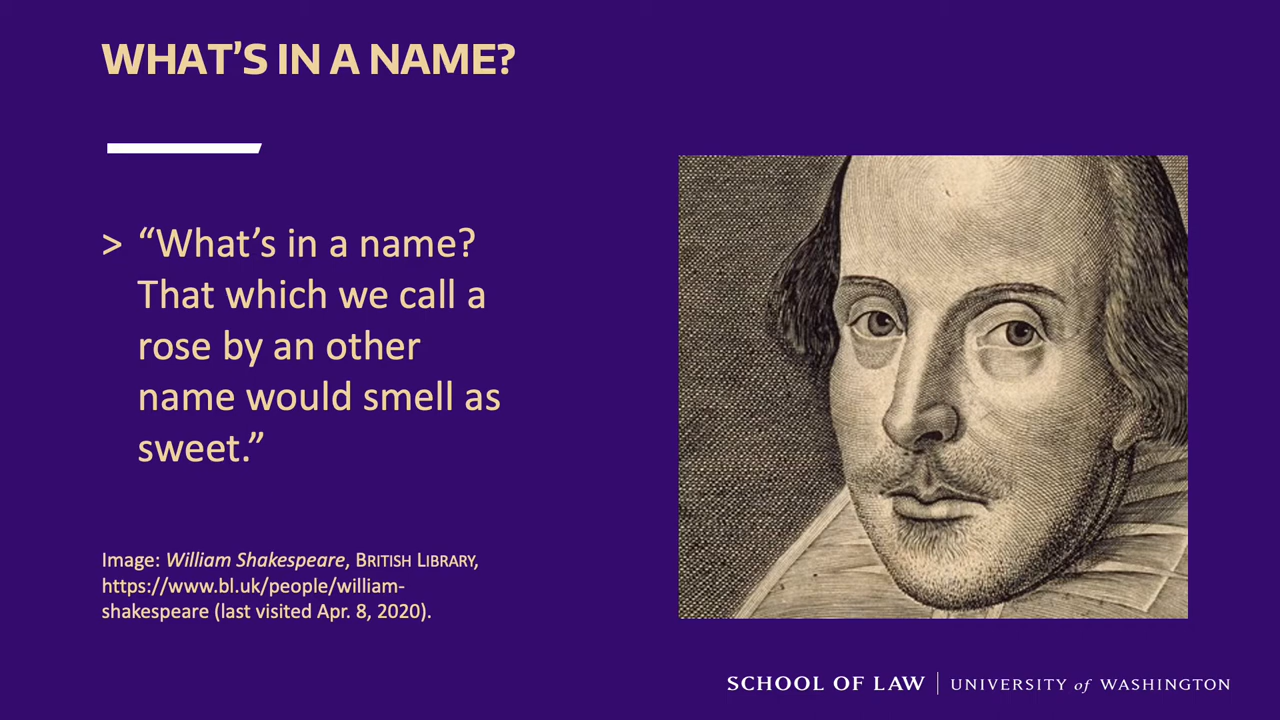 WHAT’S IN A NAME?
> “What’s in a name?
That which we call a
rose by an other
name would smell as
sweet.”
Image: William Shakespeare, BRITISH LIBRARY,
https://www.bl.uk/people/william-
shakespeare (last visited Apr. 8, 2020).
SCHOOL OF LAW | UNIVERSITY of WASHINGTON